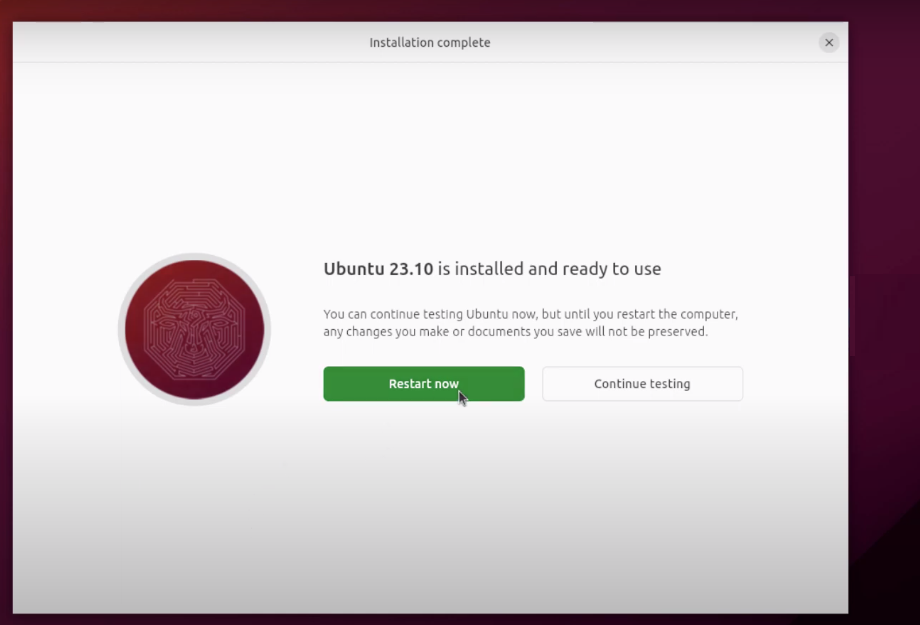 Installation complete
Ubuntu 23.10 is installed and ready to use
You can continue testing Ubuntu now, but until you restart the computer,
any changes you make or documents you save will not be preserved.
Restart now
Continue testing